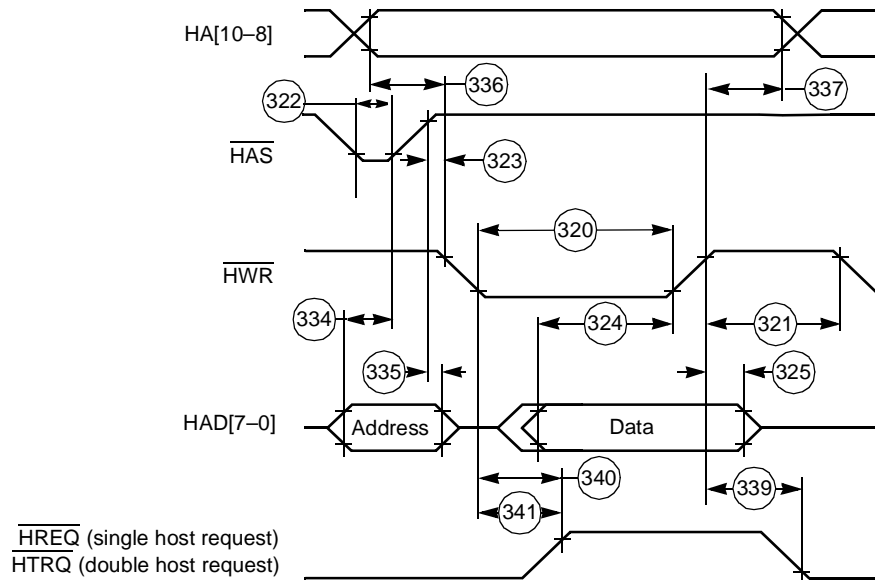 HA[10–8]
336
337
322
HAS
323
320
HWR
334
324
321
335
325
HAD[7–0]
Address
Data
340
341
339
HREQ (single host request)
HTRQ (double host request)